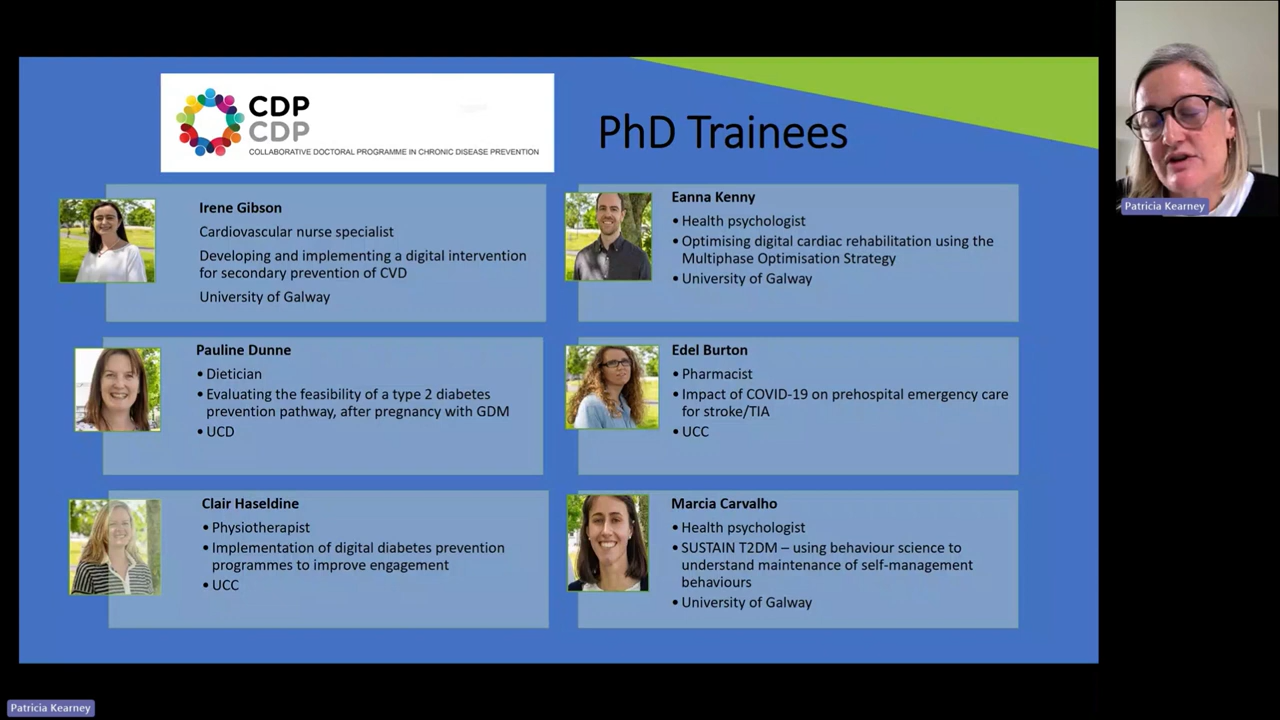 CDP
CDP
COLLABORATIVE DOCTORAL PROGRAMME IN CHRONIC DISEASE PREVENTION
PhD Trainees
Irene Gibson
Cardiovascular nurse specialist
Developing and implementing a digital intervention
for secondary prevention of CVD
University of Galway
Eanna Kenny
• Health psychologist
• Optimising digital cardiac rehabilitation using the
Multiphase Optimisation Strategy
• University of Galway
Pauline Dunne
• Dietician
• Evaluating the feasibility of a type 2 diabetes
prevention pathway, after pregnancy with GDM
• UCD
Edel Burton
• Pharmacist
• Impact of COVID-19 on prehospital emergency care
for stroke/TIA
• UCC
Clair Haseldine
• Physiotherapist
• Implementation of digital diabetes prevention
programmes to improve engagement
• UCC
Marcia Carvalho
• Health psychologist
• SUSTAIN T2DM – using behaviour science to
understand maintenance of self-management
behaviours
• University of Galway
Patricia Kearney
Patricia Kearney